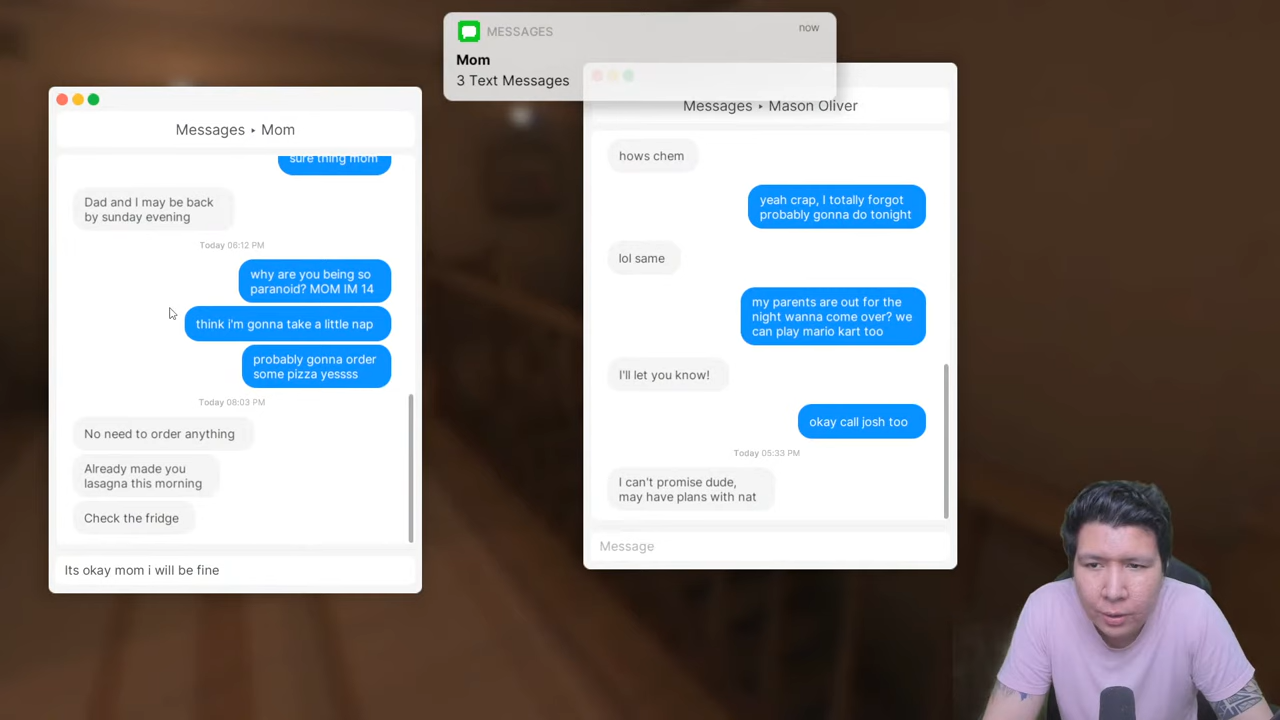 MESSAGES
now
Mom
3 Text Messages
Messages ‣ Mom
sure thing mom
Dad and I may be back
by sunday evening
Today 06:12 PM
why are you being so
paranoid? MOM IM 14
think i'm gonna take a little nap
probably gonna order
some pizza yessss
Today 08:03 PM
No need to order anything
Already made you
lasagna this morning
Check the fridge
Its okay mom i will be fine
Messages ‣ Mason Oliver
hows chem
yeah crap, I totally forgot
probably gonna do tonight
lol same
my parents are out for the
night wanna come over? we
can play mario kart too
I'll let you know!
okay call josh too
Today 05:33 PM
I can't promise dude,
may have plans with nat
Message